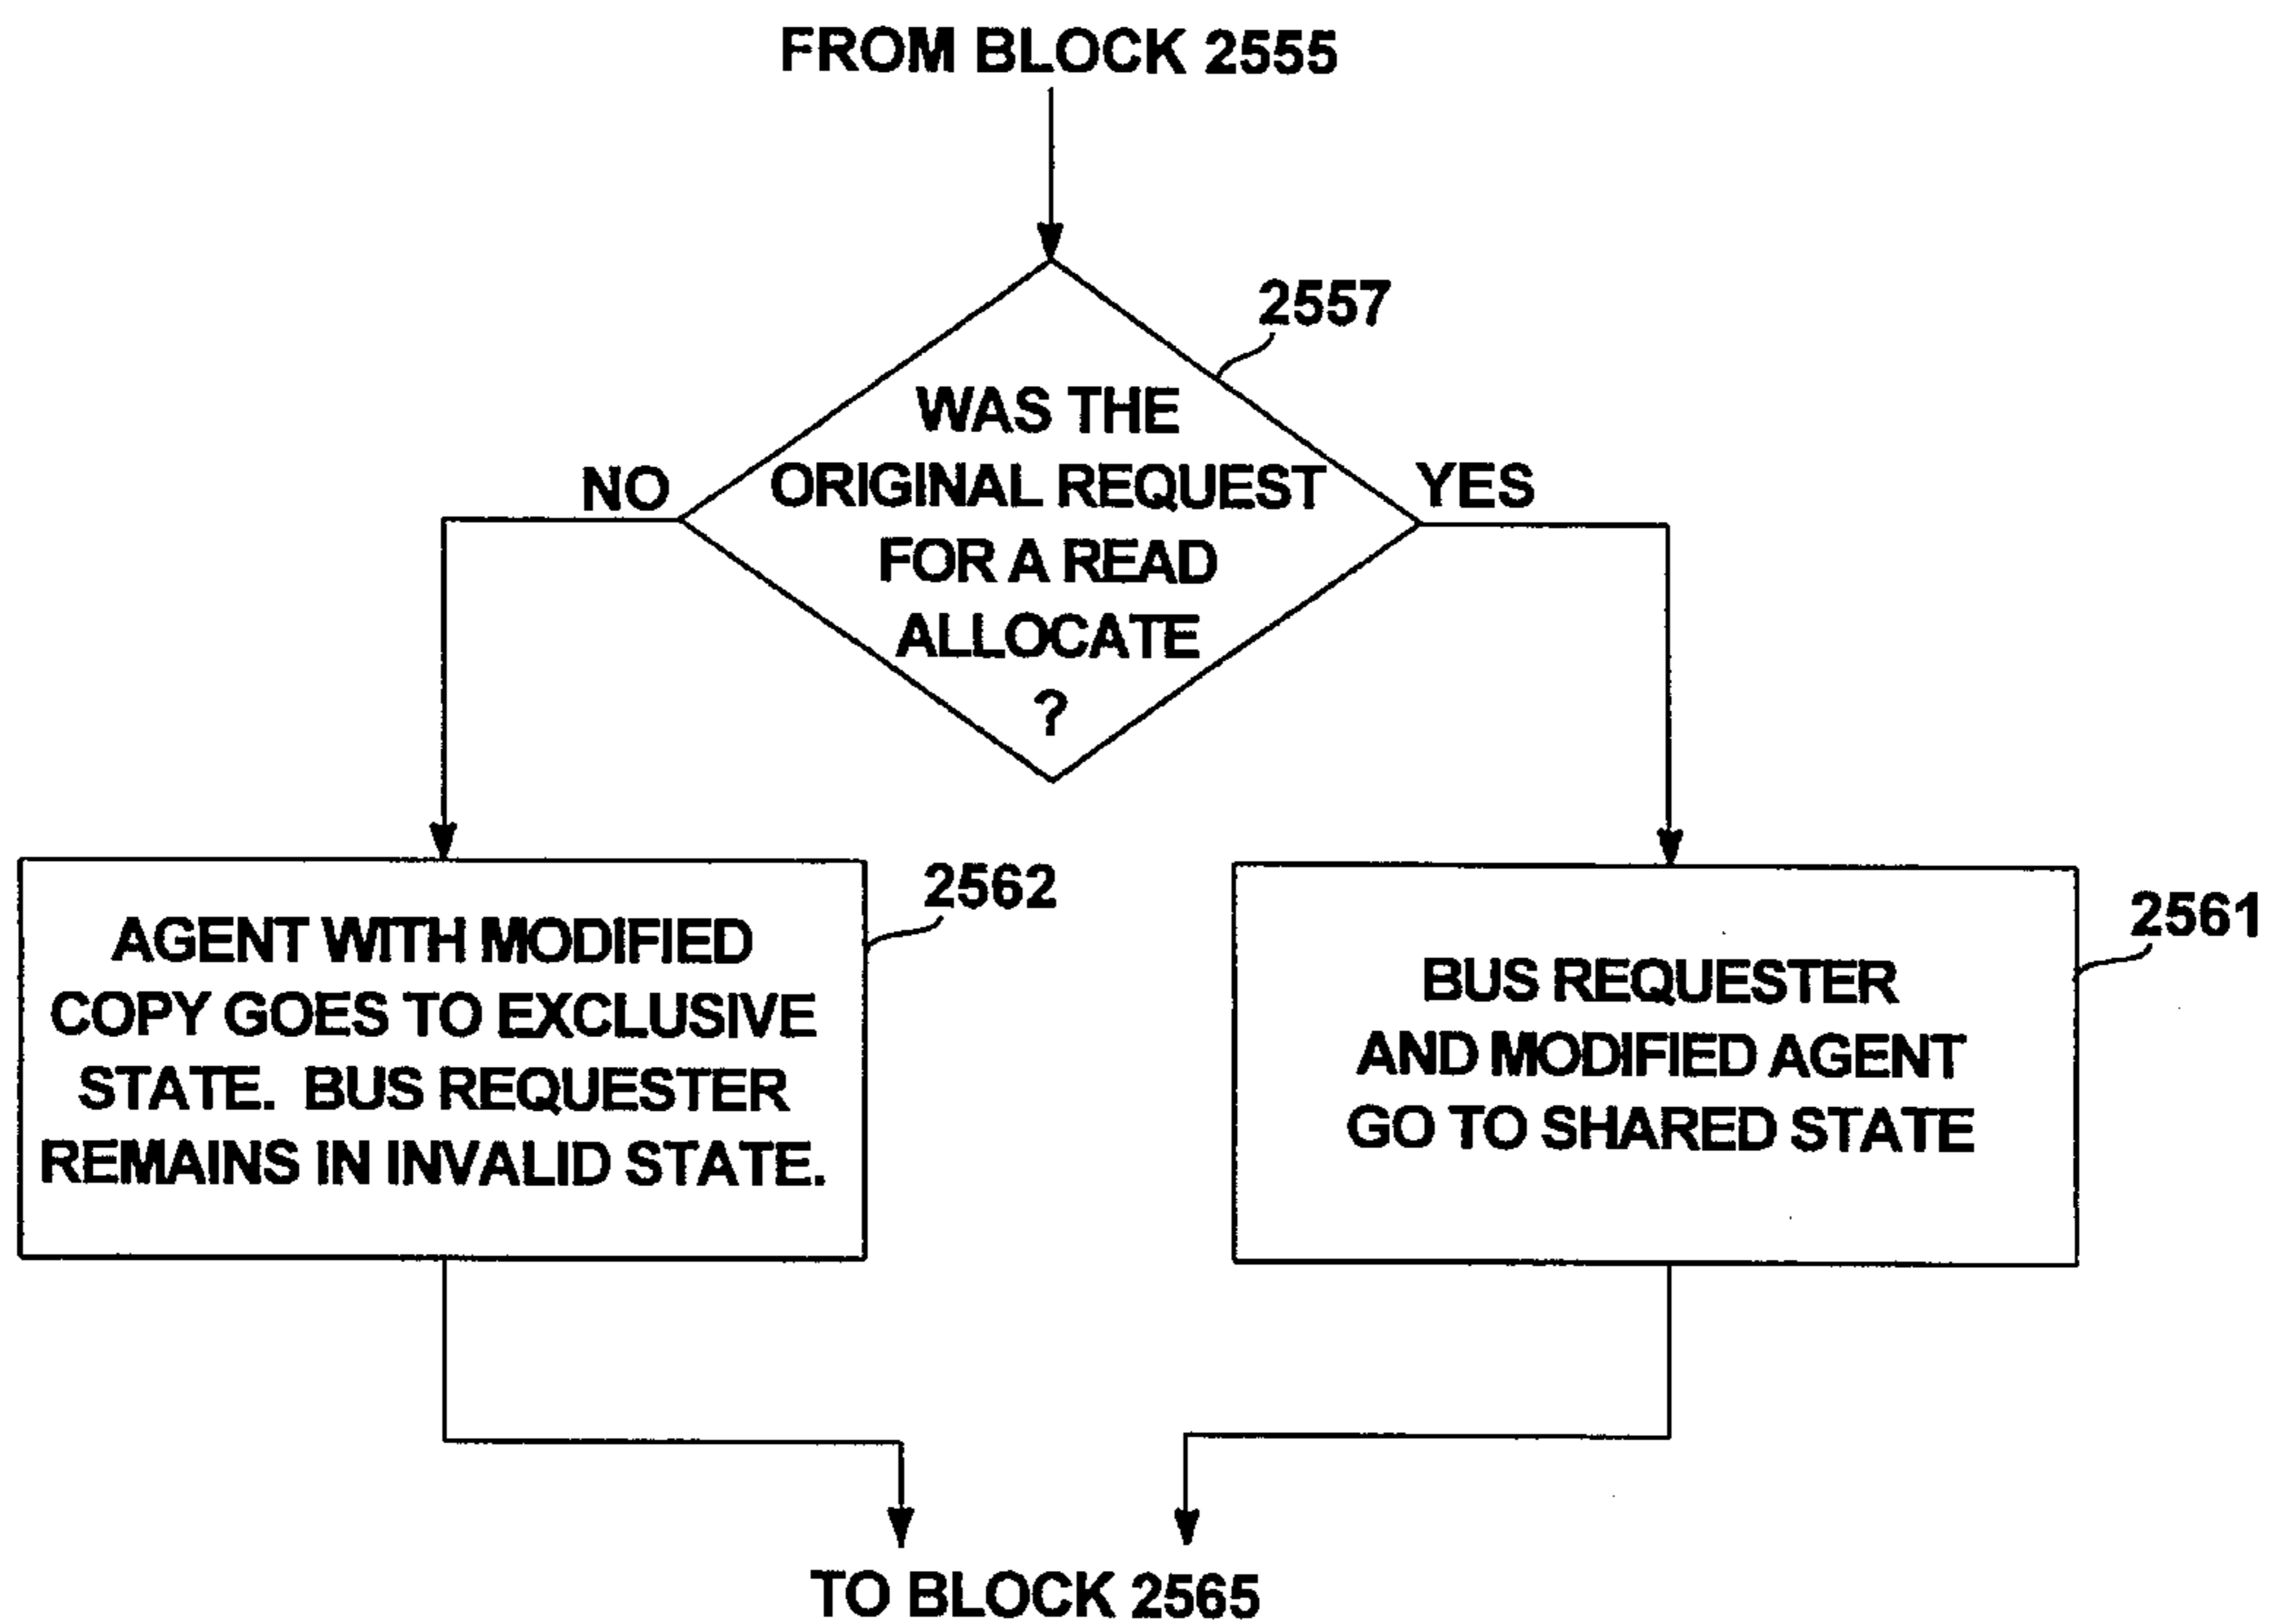 FROM BLOCK 2555
2557
WAS THE
ORIGINAL REQUEST
FOR A READ
ALLOCATE
?
NO
YES
2562
AGENT WITH MODIFIED
COPY GOES TO EXCLUSIVE
STATE. BUS REQUESTER
REMAINS IN INVALID STATE.
2561
BUS REQUESTER
AND MODIFIED AGENT
GO TO SHARED STATE
TO BLOCK 2565